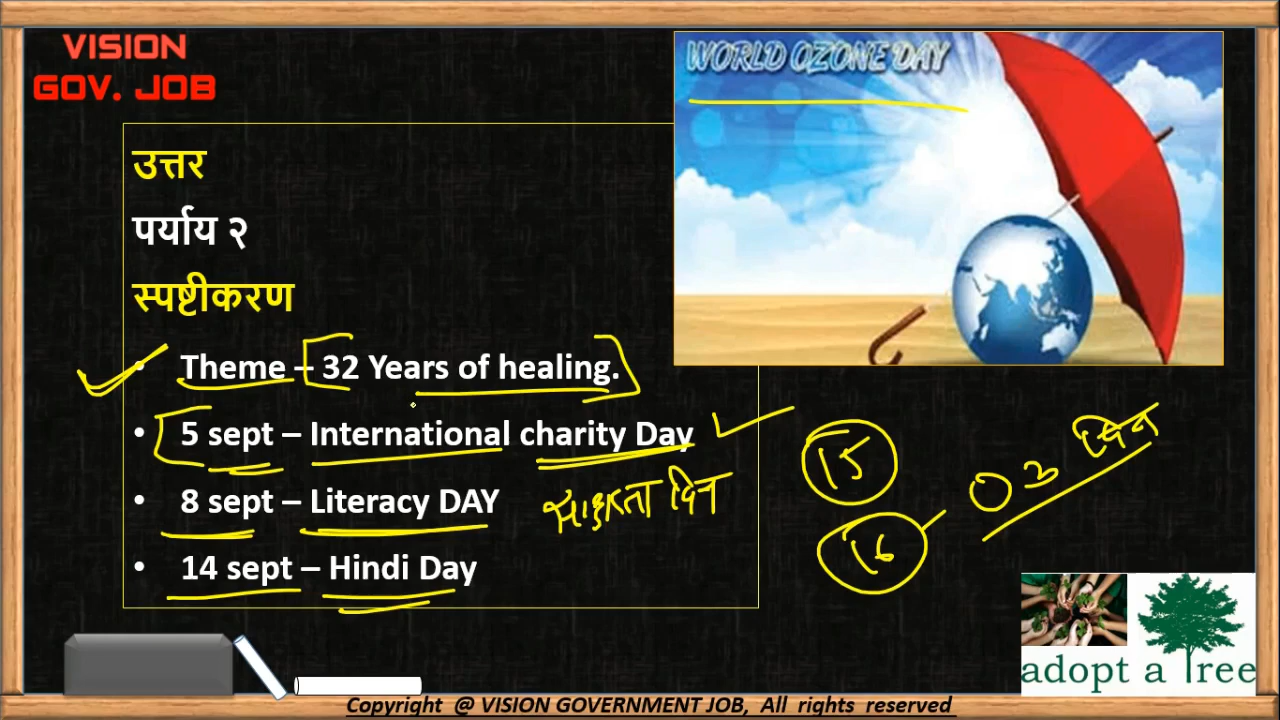 VISION
GOV. JOB
WORLD OZONE DAY
उत्तर
पर्याय २
स्पष्टीकरण
• Theme – 32 Years of healing.
• 5 sept – International charity Day
• 8 sept – Literacy DAY
साक्षरता दिन
• 14 sept – Hindi Day
15
16
O3 दिन
adopt a Tree
Copyright @ VISION GOVERNMENT JOB, All rights reserved